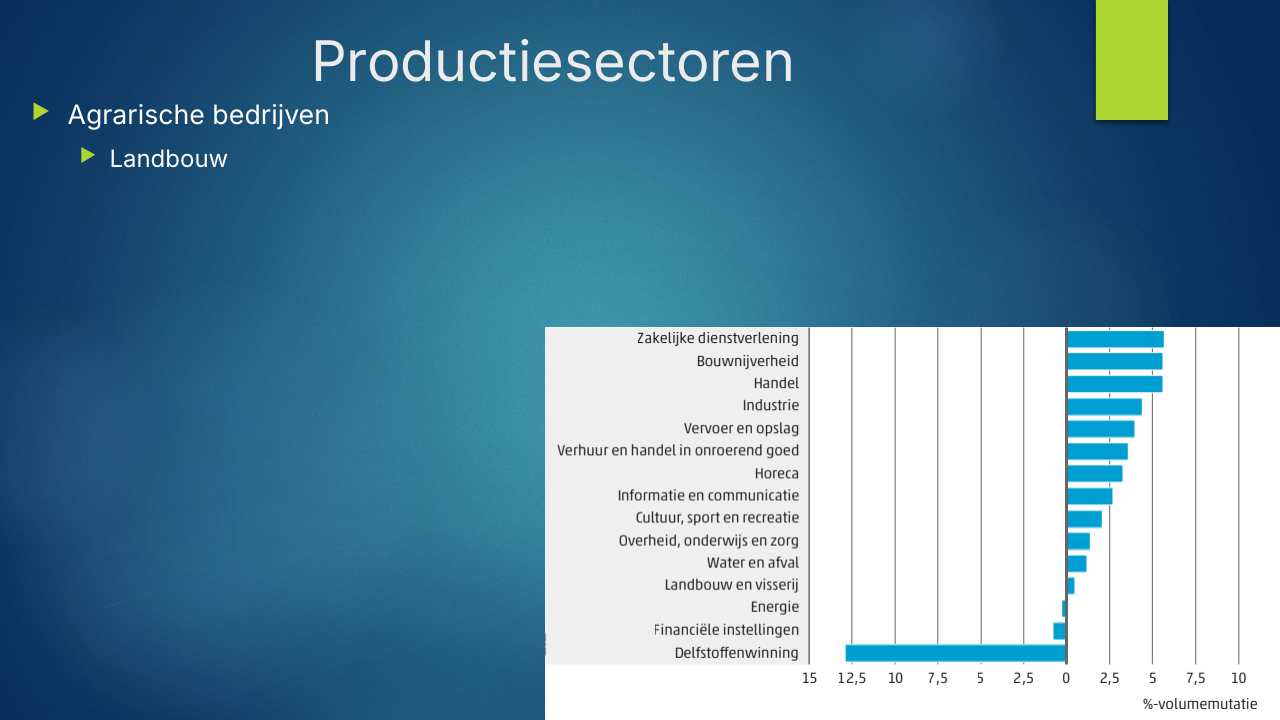 Productiesectoren
Agrarische bedrijven
Landbouw
Zakelijke dienstverlening
Bouwnijverheid
Handel
Industrie
Vervoer en opslag
Verhuur en handel in onroerend goed
Horeca
Informatie en communicatie
Cultuur, sport en recreatie
Overheid, onderwijs en zorg
Water en afval
Landbouw en visserij
Energie
Financiële instellingen
Delfstoffenwinning
15 12,5 10 7,5 5 2,5 0 2,5 5 7,5 10
%-volumemutatie